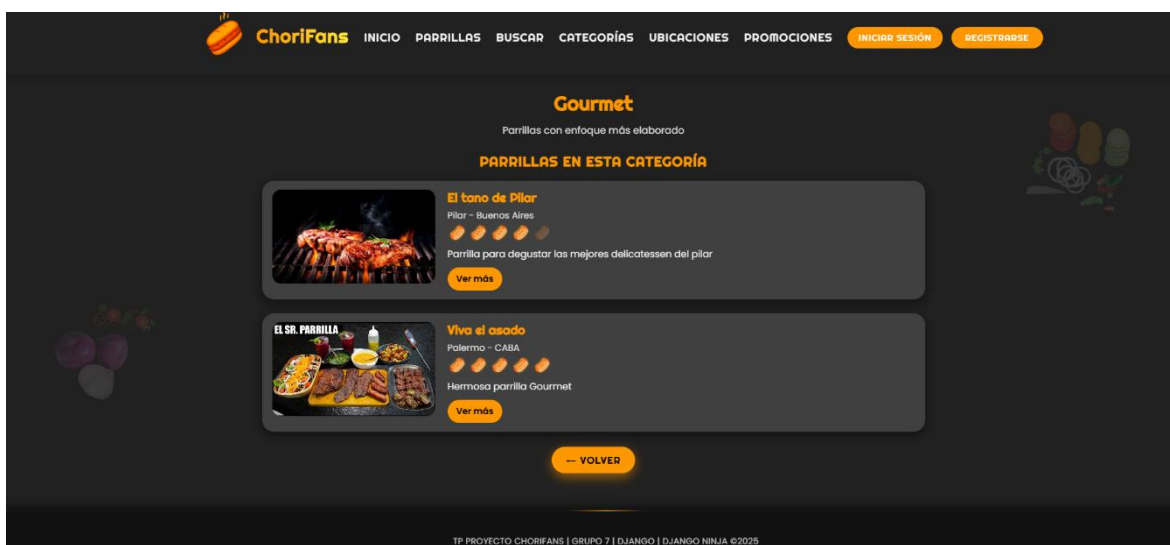 ChoriFans INICIO PARRILLAS BUSCAR CATEGORÍAS UBICACIONES PROMOCIONES INICIAR SESIÓN REGISTRARSE
Gourmet
Parrillas con enfoque más elaborado
PARRILLAS EN ESTA CATEGORÍA
El tano de Pilar
Pilar - Buenos Aires
Parrilla para degustar las mejores delicatessen del pilar
Ver más
EL SR. PARRILLA
Viva el asado
Palermo - CABA
Hermosa parrilla Gourmet
Ver más
← VOLVER
TP PROYECTO CHORIFANS | GRUPO 7 | DJANGO | DJANGO NINJA ©2025